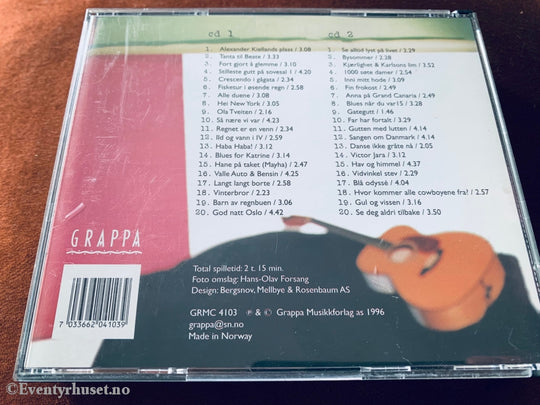 cd 1
1. Alexander Kiellands plass / 3.08
2. Tanta til Beate / 2.33
3. Fort gjort å glemme / 3.10
4. Stilleste gutt på sovesal 1 / 4.20
5. Crescendo i gågata / 2.34
6. Fisketur i øsende regn / 2.58
7. Alle duene / 3.08
8. Hei New York / 3.05
9. Ola Tveiten / 2.51
10. Så nære vi var / 4.23
11. Regnet er en venn / 2.34
12. Ild og vann i IV / 2.59
13. Haba Haba! / 3.12
14. Blues for Katrine / 3.14
15. Hane på taket (Mayha) / 2.47
16. Valle Auto & Bensin / 4.25
17. Langt langt borte / 2.58
18. Vinterbror / 2.23
19. Barn av regnbuen / 3.06
20. God natt Oslo / 4.42
cd 2
1. Se alltid lyst på livet / 2.29
2. Bysommer / 2.28
3. Kjærlighet & Karlsons lim / 3.52
4. 1000 søte damer / 2.54
5. Inni mitt hode / 3.09
6. Fin frokost / 2.49
7. Anna på Grand Canaria / 2.49
8. Blues når du var 15 / 3.28
9. Gategutt / 1.46
10. Far har fortalt / 3.29
11. Gutten med lutten / 4.14
12. Sangen om Danmark / 4.14
13. Danse ikke gråte nå / 2.05
14. Victor Jara / 3.12
15. Hav og himmel / 4.37
16. Vidvinkel stev / 2.29
17. Blå odyssé / 4.04
18. Hvor kommer alle cowboyene fra? / 2.57
19. Gul og vissen / 3.16
20. Se deg aldri tilbake / 3.50
GRAPPA
Total spilletid: 2 t. 15 min.
Foto omslag: Hans-Olav Forsang
Design: Bergsnov, Mellbye & Rosenbaum AS
GRMC 4103 ℗ & © Grappa Musikkforlag as 1996
grappa@sn.no
Made in Norway
7 033662 041039
©Eventyrhuset.no